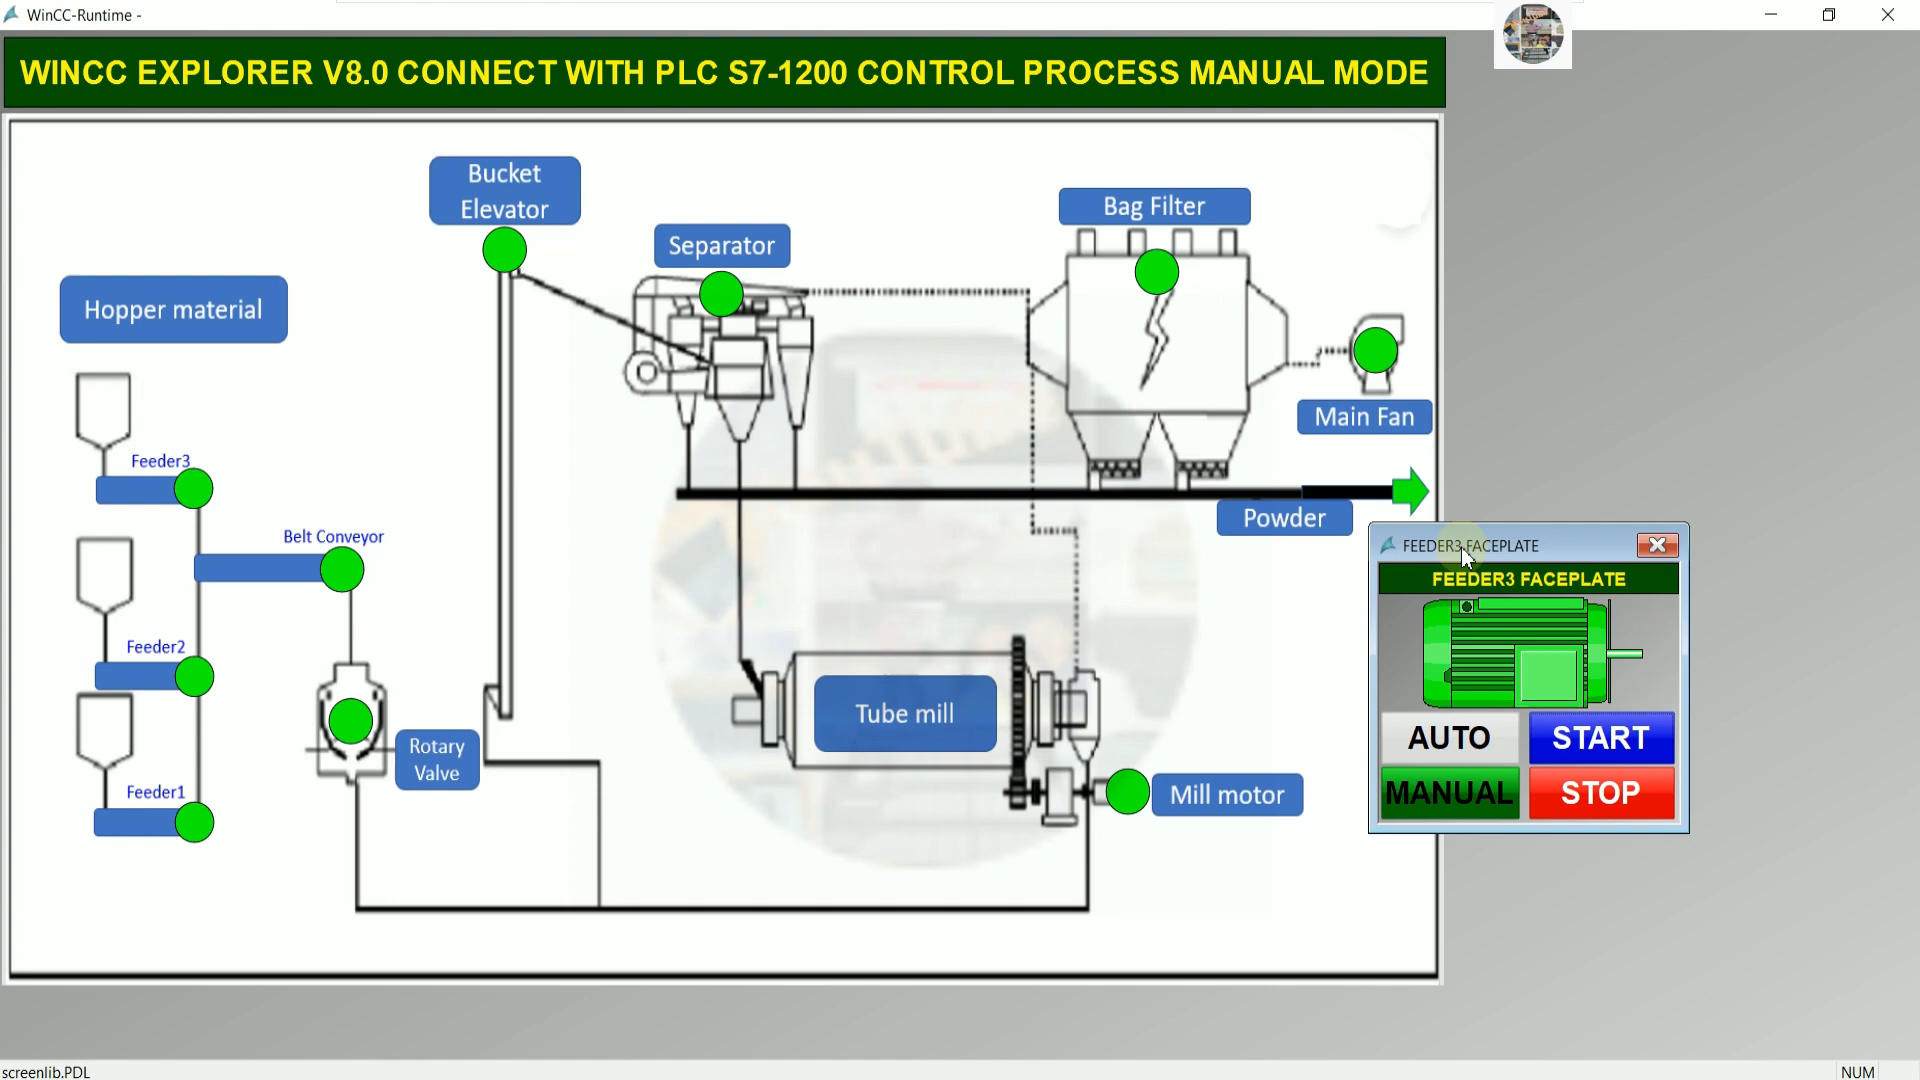 WinCC-Runtime -
WINCC EXPLORER V8.0 CONNECT WITH PLC S7-1200 CONTROL PROCESS MANUAL MODE
Bucket
Elevator
Separator
Bag Filter
Hopper material
Main Fan
Feeder3
Powder
Belt Conveyor
FEEDER3 FACEPLATE
FEEDER3 FACEPLATE
Feeder2
Tube mill
AUTO
START
Rotary
Valve
Feeder1
Mill motor
MANUAL
STOP
screenlib.PDL
NUM